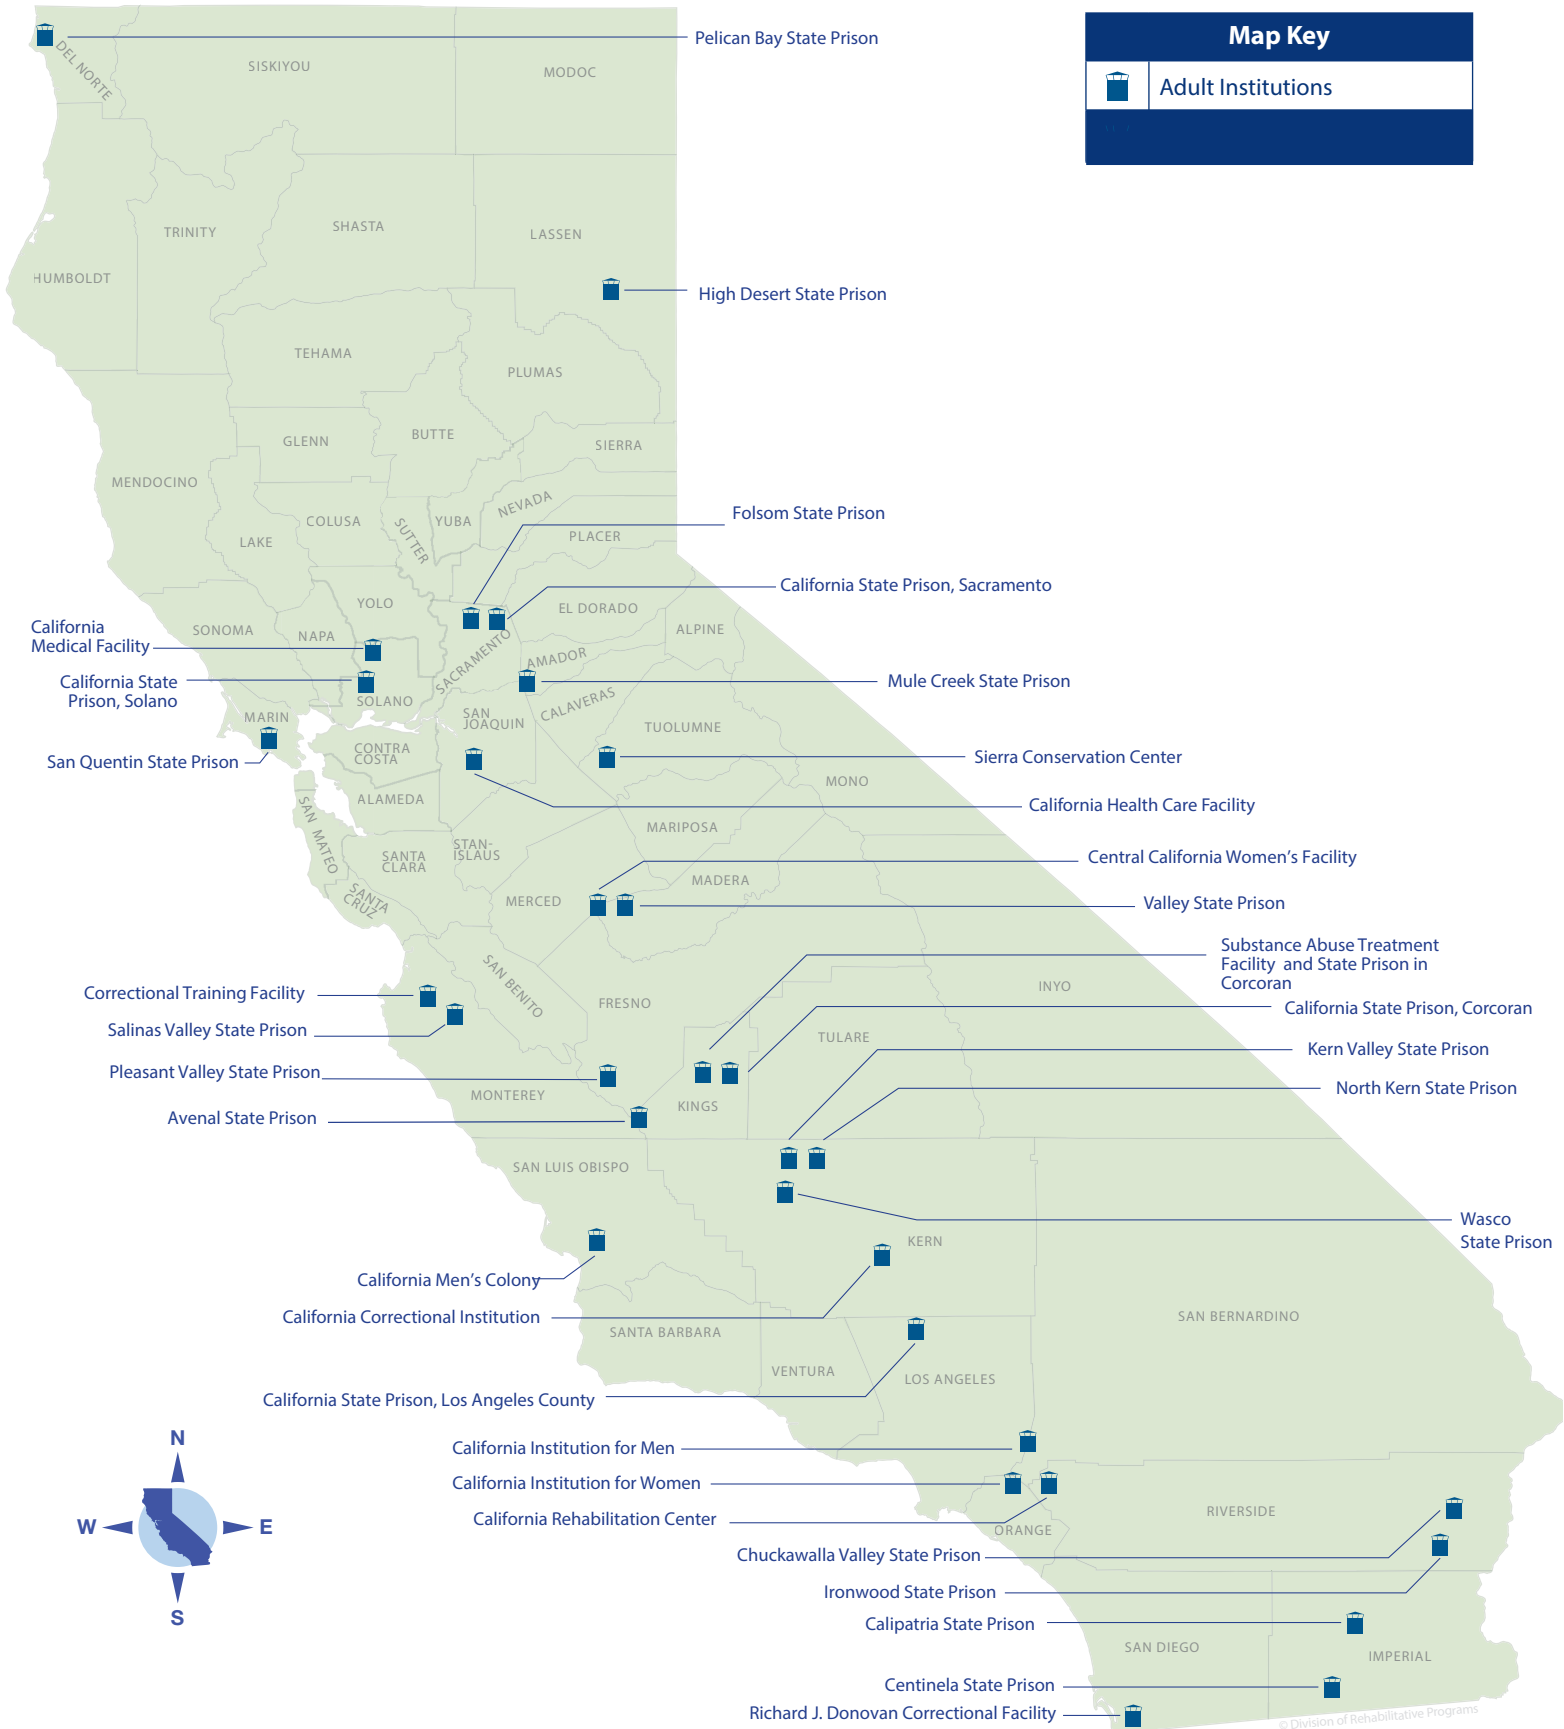 Map Key
Adult Institutions
Pelican Bay State Prison
DEL NORTE
SISKIYOU
MODOC
TRINITY
SHASTA
LASSEN
HUMBOLDT
High Desert State Prison
TEHAMA
PLUMAS
GLENN
BUTTE
SIERRA
MENDOCINO
COLUSA
SUTTER
YUBA
NEVADA
Folsom State Prison
LAKE
PLACER
California State Prison, Sacramento
YOLO
EL DORADO
SONOMA
NAPA
SACRAMENTO
ALPINE
California
Medical Facility
AMADOR
California State
Prison, Solano
SOLANO
Mule Creek State Prison
MARIN
SAN
JOAQUIN
CALAVERAS
TUOLUMNE
San Quentin State Prison
CONTRA
COSTA
Sierra Conservation Center
MONO
ALAMEDA
California Health Care Facility
SAN MATEO
MARIPOSA
SANTA
CLARA
STAN-
ISLAUS
Central California Women’s Facility
MADERA
SANTA
CRUZ
MERCED
Valley State Prison
Substance Abuse Treatment
Facility and State Prison in
Corcoran
SAN BENITO
INYO
Correctional Training Facility
FRESNO
California State Prison, Corcoran
Salinas Valley State Prison
TULARE
Kern Valley State Prison
Pleasant Valley State Prison
MONTEREY
North Kern State Prison
KINGS
Avenal State Prison
SAN LUIS OBISPO
Wasco
State Prison
KERN
California Men’s Colony
California Correctional Institution
SAN BERNARDINO
SANTA BARBARA
VENTURA
LOS ANGELES
California State Prison, Los Angeles County
California Institution for Men
California Institution for Women
California Rehabilitation Center
RIVERSIDE
ORANGE
Chuckawalla Valley State Prison
Ironwood State Prison
Calipatria State Prison
SAN DIEGO
IMPERIAL
Centinela State Prison
Richard J. Donovan Correctional Facility
© Division of Rehabilitative Programs
N
W
E
S